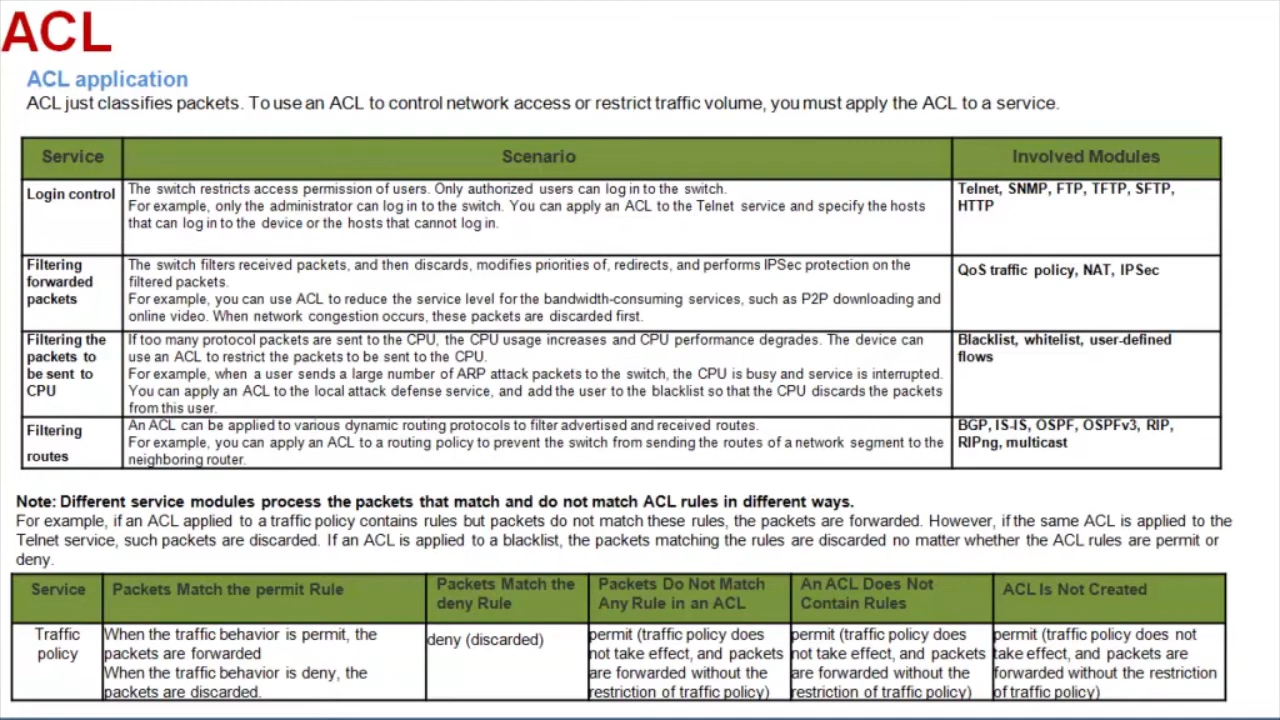 ACL
ACL application
ACL just classifies packets. To use an ACL to control network access or restrict traffic volume, you must apply the ACL to a service.
Service
Scenario
Involved Modules
Login control
The switch restricts access permission of users. Only authorized users can log in to the switch.
For example, only the administrator can log in to the switch. You can apply an ACL to the Telnet service and specify the hosts
that can log in to the device or the hosts that cannot log in.
Telnet, SNMP, FTP, TFTP, SFTP,
HTTP
Filtering
forwarded
packets
The switch filters received packets, and then discards, modifies priorities of, redirects, and performs IPSec protection on the
filtered packets.
For example, you can use ACL to reduce the service level for the bandwidth-consuming services, such as P2P downloading and
online video. When network congestion occurs, these packets are discarded first.
QoS traffic policy, NAT, IPSec
Filtering the
packets to
be sent to
CPU
If too many protocol packets are sent to the CPU, the CPU usage increases and CPU performance degrades. The device can
use an ACL to restrict the packets to be sent to the CPU.
For example, when a user sends a large number of ARP attack packets to the switch, the CPU is busy and service is interrupted.
You can apply an ACL to the local attack defense service, and add the user to the blacklist so that the CPU discards the packets
from this user.
Blacklist, whitelist, user-defined
flows
Filtering
routes
An ACL can be applied to various dynamic routing protocols to filter advertised and received routes.
For example, you can apply an ACL to a routing policy to prevent the switch from sending the routes of a network segment to the
neighboring router.
BGP, IS-IS, OSPF, OSPFv3, RIP,
RIPng, multicast
Note: Different service modules process the packets that match and do not match ACL rules in different ways.
For example, if an ACL applied to a traffic policy contains rules but packets do not match these rules, the packets are forwarded. However, if the same ACL is applied to the
Telnet service, such packets are discarded. If an ACL is applied to a blacklist, the packets matching the rules are discarded no matter whether the ACL rules are permit or
deny.
Service
Packets Match the permit Rule
Packets Match the
deny Rule
Packets Do Not Match
Any Rule in an ACL
An ACL Does Not
Contain Rules
ACL Is Not Created
Traffic
policy
When the traffic behavior is permit, the
packets are forwarded
When the traffic behavior is deny, the
packets are discarded.
deny (discarded)
permit (traffic policy does
not take effect, and packets
are forwarded without the
restriction of traffic policy)
permit (traffic policy does
not take effect, and packets
are forwarded without the
restriction of traffic policy)
permit (traffic policy does not
take effect, and packets are
forwarded without the restriction
of traffic policy)